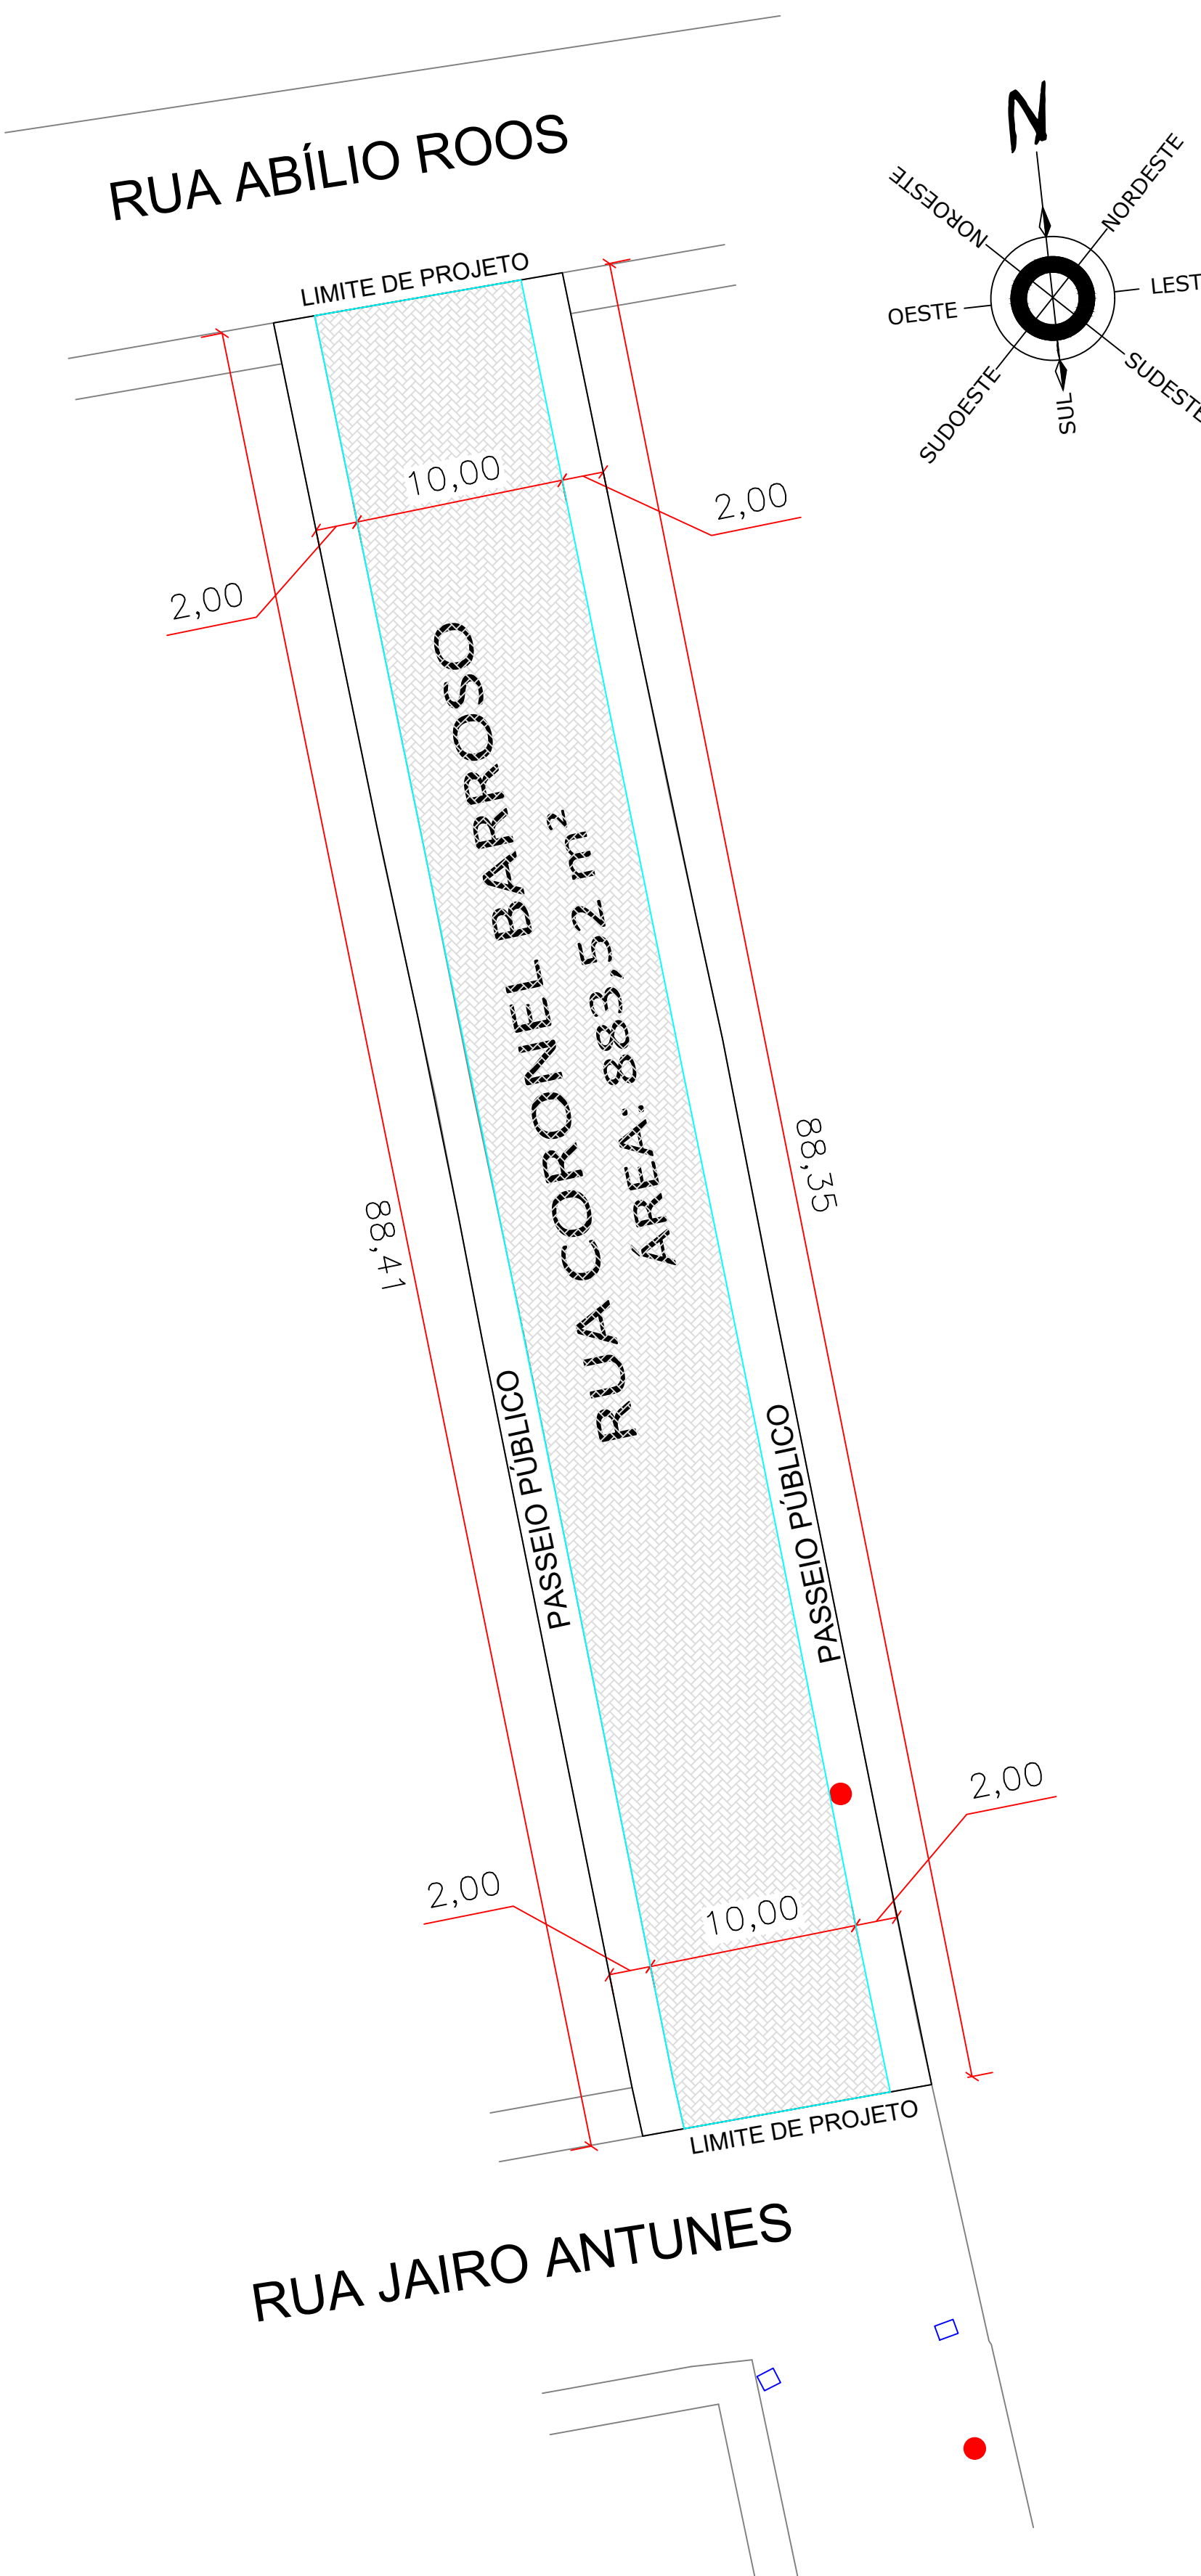 RUA ABÍLIO ROOS
N
NORDESTE
NOROESTE
LEST
OESTE
SUDESTE
SUDOESTE
SUL
LIMITE DE PROJETO
10,00
2,00
2,00
RUA CORONEL BARROSO
ÁREA: 883,52 m²
88,35
88,41
PASSEIO PÚBLICO
PASSEIO PÚBLICO
2,00
2,00
10,00
LIMITE DE PROJETO
RUA JAIRO ANTUNES